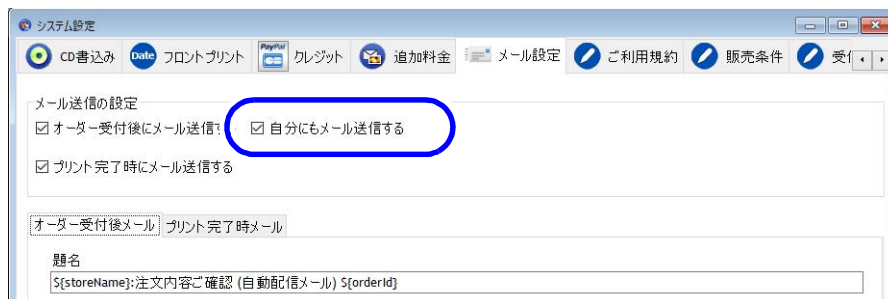 システム設定
CD書込み Date フロントプリント PayPal クレジット 追加料金 メール設定 ご利用規約 販売条件
メール送信の設定
オーダー受付後にメール送信す 自分にもメール送信する
プリント完了時にメール送信する
オーダー受付後メール プリント完了時メール
題名
${storeName}:注文内容ご確認 (自動配信メール) ${orderId}